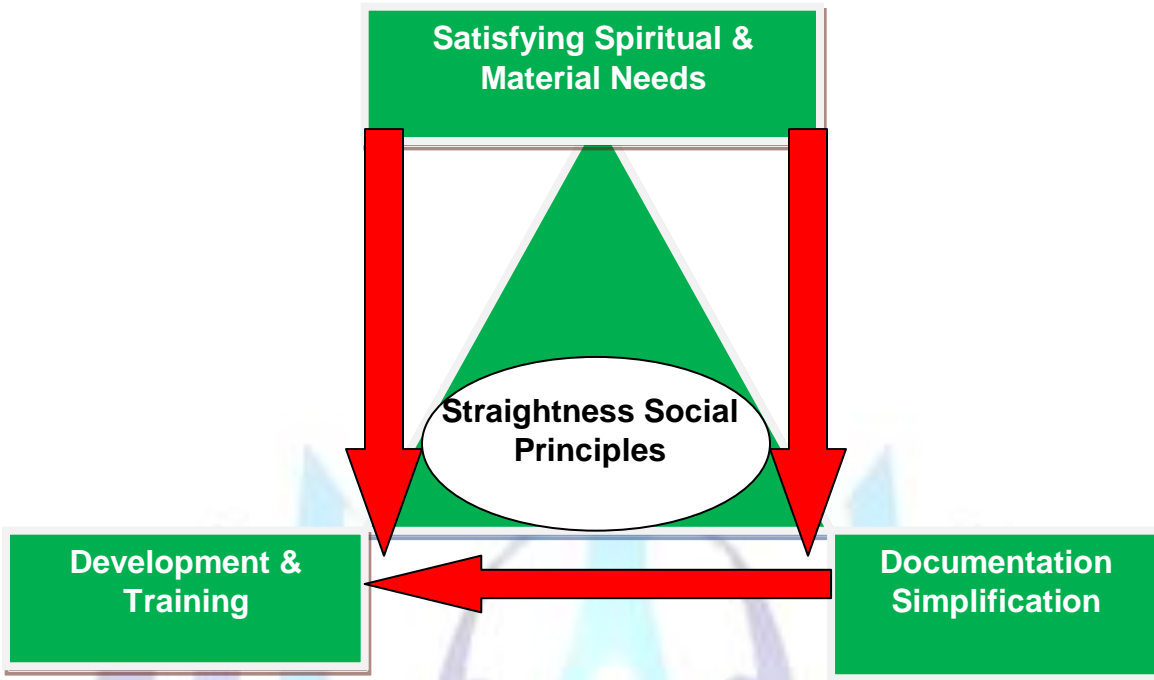 Satisfying Spiritual &
Material Needs
Straightness Social
Principles
Development &
Training
Documentation
Simplification